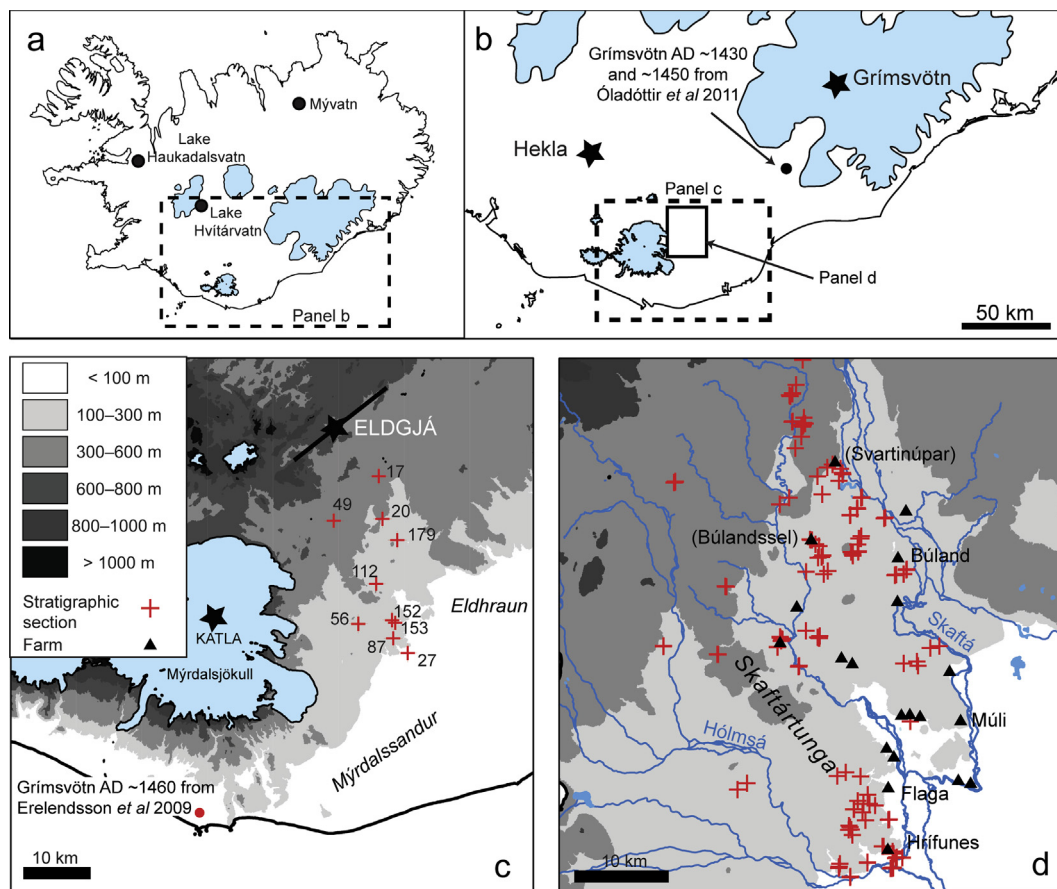 a
Mývatn
Lake
Haukadalsvatn
Lake
Hvítárvatn
Panel b
b
Grímsvötn AD ~1430
and ~1450 from
Óladóttir et al 2011
Grímsvötn
Hekla
Panel c
Panel d
50 km
< 100 m
100–300 m
300–600 m
600–800 m
800–1000 m
> 1000 m
Stratigraphic
section
Farm
ELDGJÁ
17
49
20
179
112
56
152
153
87
27
Eldhraun
KATLA
Mýrdalsjökull
Mýrdalssandur
Grímsvötn AD ~1460 from
Erelendsson et al 2009
10 km
c
(Svartinúpar)
(Búlandssel)
Búland
Skaftá
Skaftártunga
Hólmsá
Múli
Flaga
Hrífunes
10 km
d